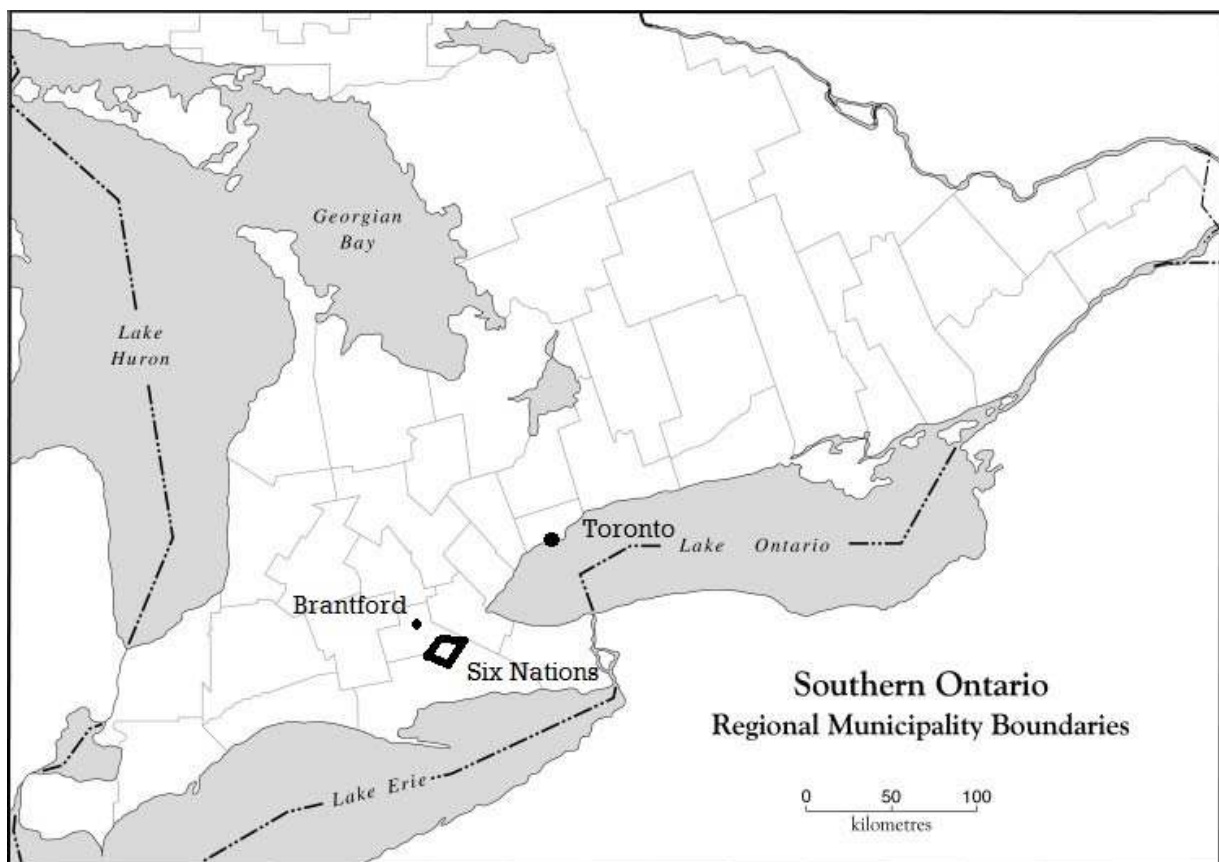 Georgian
Bay
Lake
Huron
Toronto
Lake Ontario
Brantford
Six Nations
Lake Erie
Southern Ontario
Regional Municipality Boundaries
0 50 100
kilometres